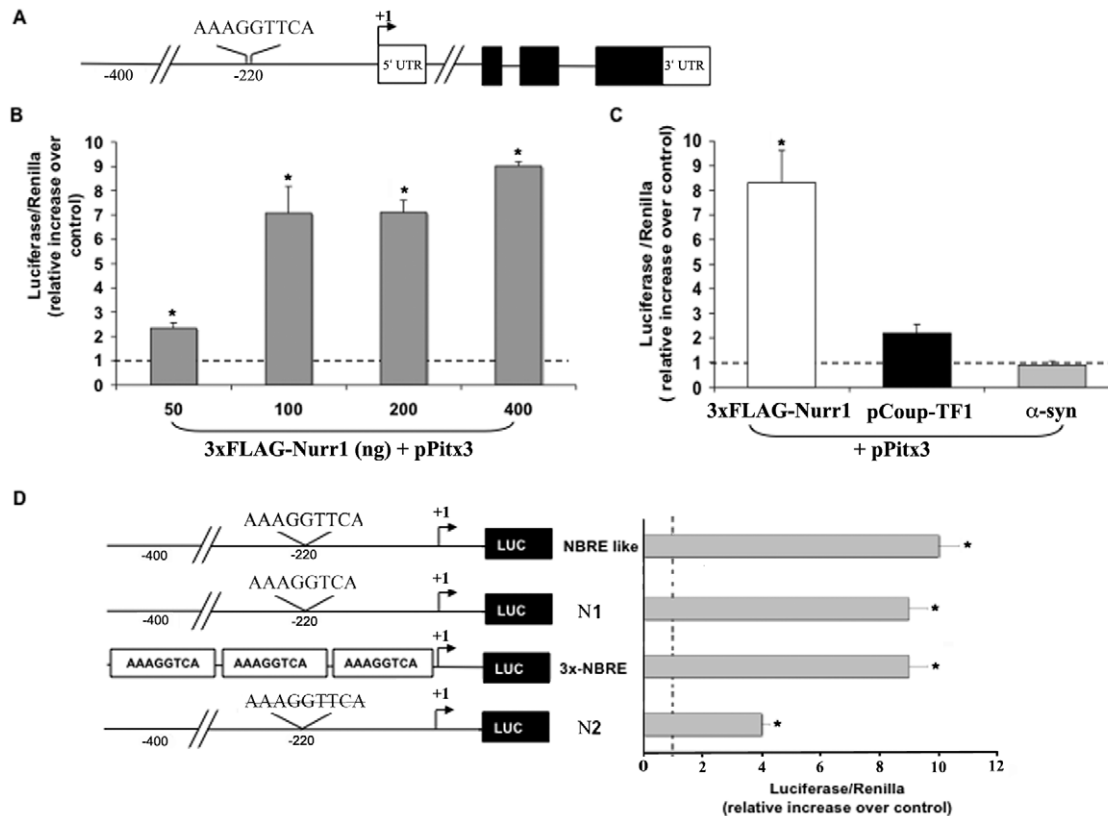 A
AAAGGTTCA
+1
5' UTR
3' UTR
-400
-220
B
Luciferase/Renilla
(relative increase over
control)
10
9
8
7
6
5
4
3
2
1
0
*
*
*
*
50 100 200 400
3xFLAG-Nurr1 (ng) + pPitx3
C
Luciferase /Renilla
( relative increase over control)
10
9
8
7
6
5
4
3
2
1
0
*
3xFLAG-Nurr1 pCoup-TF1 α-syn
+ pPitx3
D
AAAGGTTCA
+1
-400
-220
LUC
NBRE like
*
AAAGGTCA
+1
-400
-220
LUC
N1
*
AAAGGTCA AAAGGTCA AAAGGTCA
+1
LUC
3x-NBRE
*
AAAGGTTCA
+1
-400
-220
LUC
N2
*
0 2 4 6 8 10 12
Luciferase/Renilla
(relative increase over control)